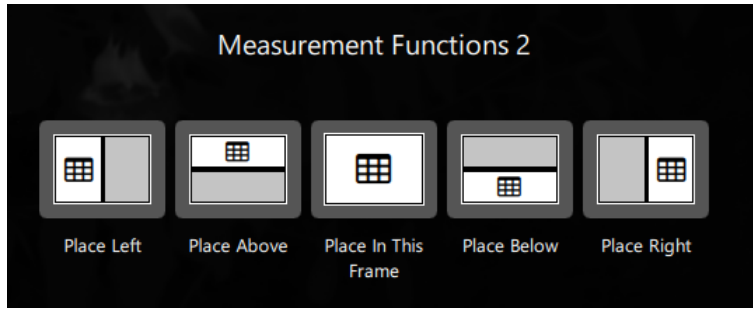 Measurement Functions 2
Place Left
Place Above
Place In This
Frame
Place Below
Place Right